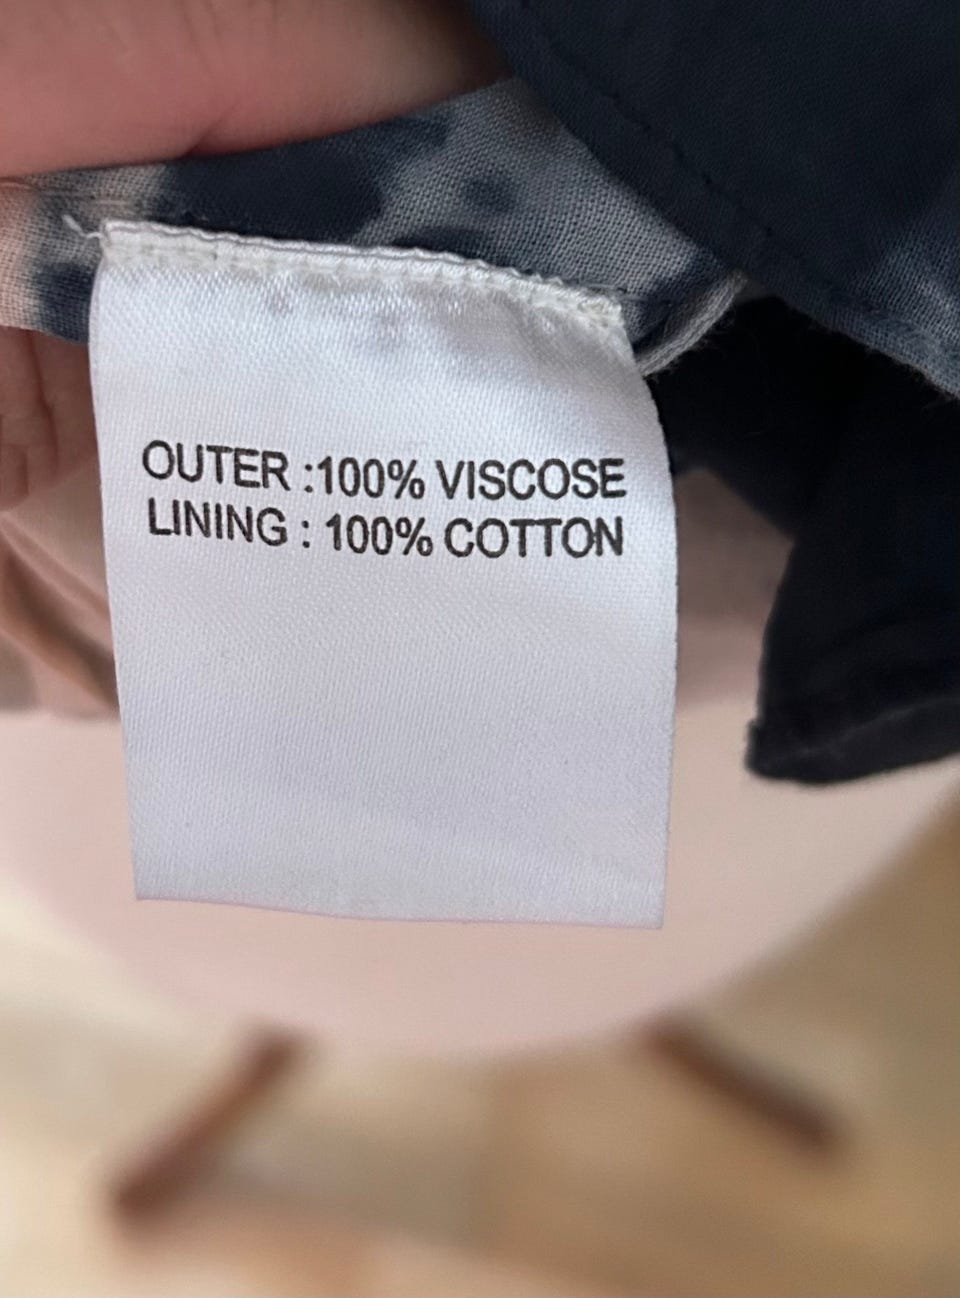 OUTER :100% VISCOSE
LINING : 100% COTTON